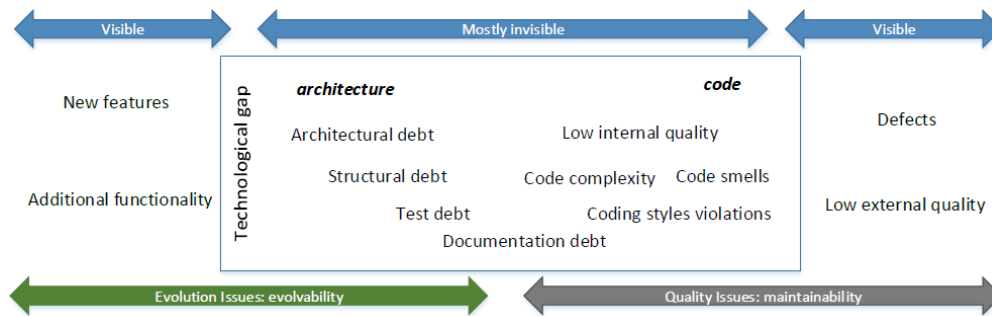 Visible
Mostly invisible
Visible
New features
Additional functionality
Technological gap
architecture
code
Architectural debt
Low internal quality
Structural debt
Code complexity
Code smells
Test debt
Coding styles violations
Documentation debt
Defects
Low external quality
Evolution Issues: evolvability
Quality Issues: maintainability